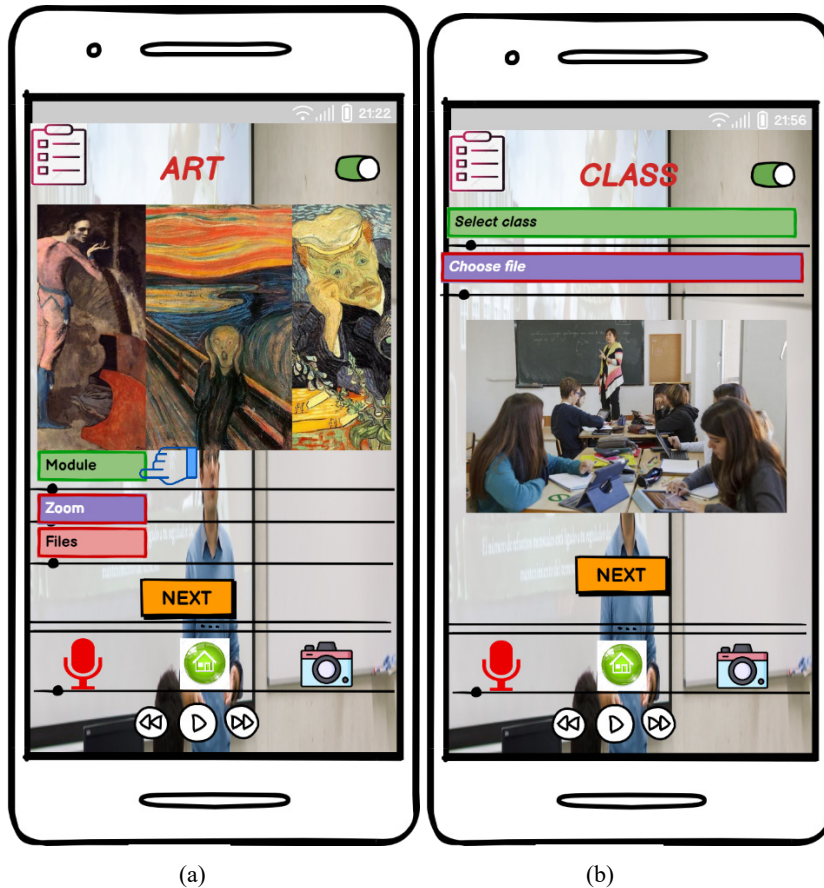 21:22
ART
Module
Zoom
Files
NEXT
(a)
21:56
CLASS
Select class
Choose file
NEXT
(b)